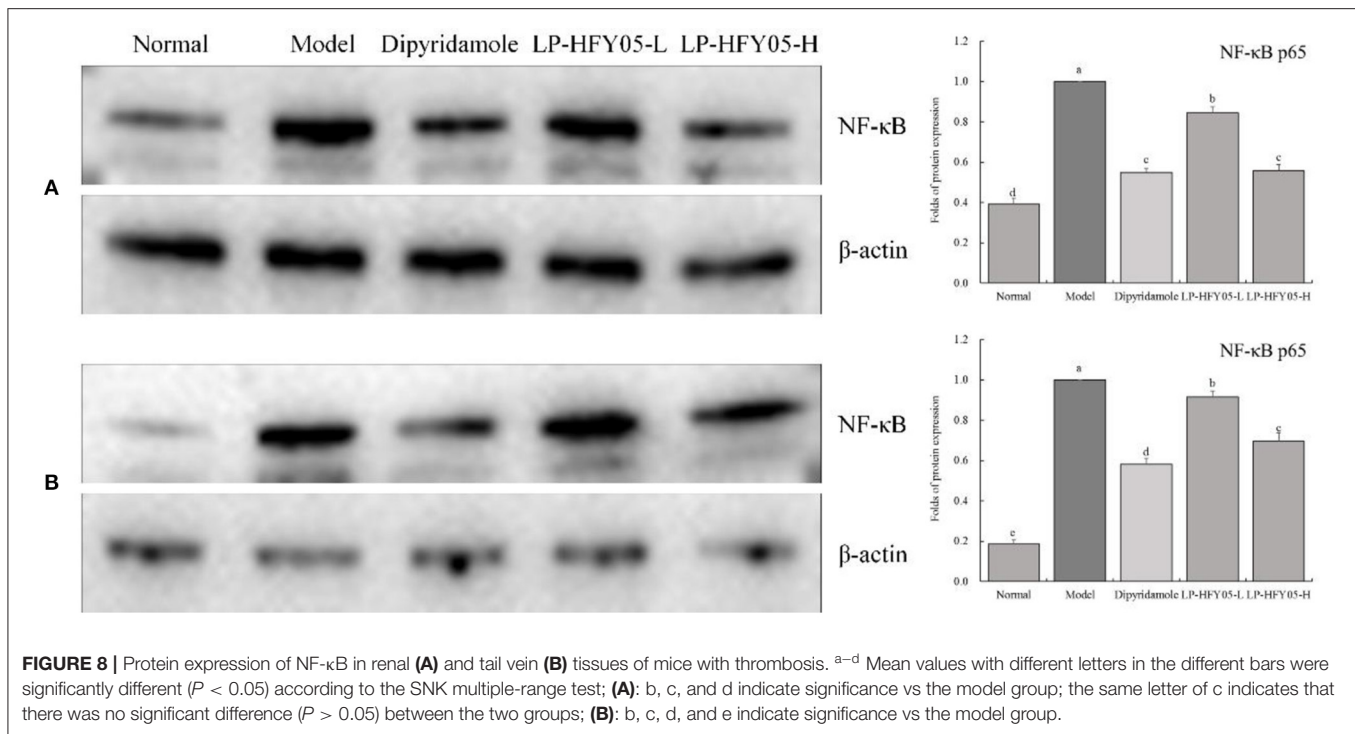 Normal Model Dipyridamole LP-HFY05-L LP-HFY05-H
A
NF-κB
β-actin
NF-κB p65
Folds of protein expression
1.2
1.0
0.8
0.6
0.4
0.2
0.0
d
a
c
b
c
Normal Model Dipyridamole LP-HFY05-L LP-HFY05-H
B
NF-κB
β-actin
NF-κB p65
Folds of protein expression
1.2
1.0
0.8
0.6
0.4
0.2
0.0
e
a
d
b
c
Normal Model Dipyridamole LP-HFY05-L LP-HFY05-H
FIGURE 8 | Protein expression of NF-κB in renal (A) and tail vein (B) tissues of mice with thrombosis. a–d Mean values with different letters in the different bars were
significantly different (P < 0.05) according to the SNK multiple-range test; (A): b, c, and d indicate significance vs the model group; the same letter of c indicates that
there was no significant difference (P > 0.05) between the two groups; (B): b, c, d, and e indicate significance vs the model group.